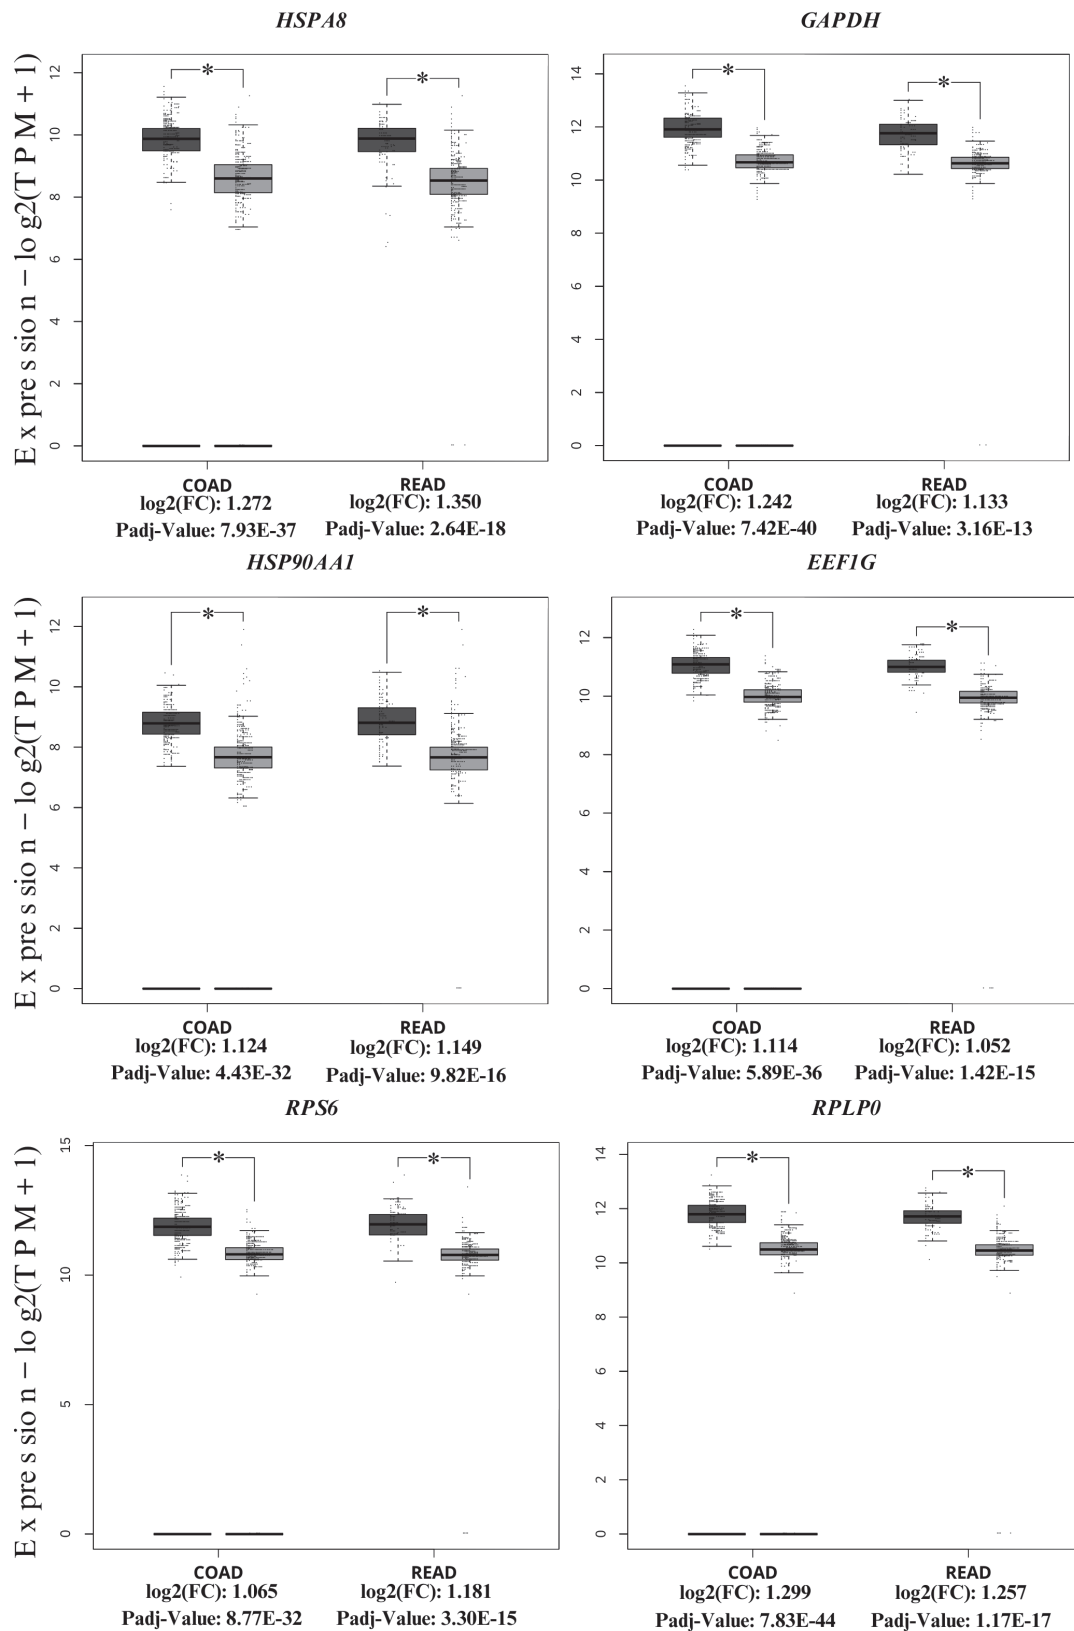 HSPA8
GAPDH
Expression – log2(TPM + 1)
12
10
8
6
4
2
0
*
*
14
12
10
8
6
4
2
0
*
*
COAD
log2(FC): 1.272
Padj-Value: 7.93E-37
READ
log2(FC): 1.350
Padj-Value: 2.64E-18
COAD
log2(FC): 1.242
Padj-Value: 7.42E-40
READ
log2(FC): 1.133
Padj-Value: 3.16E-13
HSP90AA1
EEF1G
Expression – log2(TPM + 1)
12
10
8
6
4
2
0
*
*
12
10
8
6
4
2
0
*
*
COAD
log2(FC): 1.124
Padj-Value: 4.43E-32
READ
log2(FC): 1.149
Padj-Value: 9.82E-16
COAD
log2(FC): 1.114
Padj-Value: 5.89E-36
READ
log2(FC): 1.052
Padj-Value: 1.42E-15
RPS6
RPLP0
Expression – log2(TPM + 1)
15
10
5
0
*
*
14
12
10
8
6
4
2
0
*
*
COAD
log2(FC): 1.065
Padj-Value: 8.77E-32
READ
log2(FC): 1.181
Padj-Value: 3.30E-15
COAD
log2(FC): 1.299
Padj-Value: 7.83E-44
READ
log2(FC): 1.257
Padj-Value: 1.17E-17